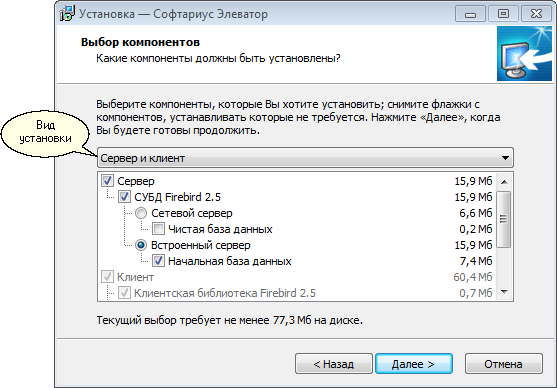 Установка — Софтариус Элеватор
Выбор компонентов
Какие компоненты должны быть установлены?
Выберите компоненты, которые Вы хотите установить; снимите флажки с
компонентов, устанавливать которые не требуется. Нажмите «Далее», когда
Вы будете готовы продолжить.
Вид
установки
Сервер и клиент
Сервер 15,9 Мб
СУБД Firebird 2.5 15,9 Мб
Сетевой сервер 6,6 Мб
Чистая база данных 0,2 Мб
Встроенный сервер 15,9 Мб
Начальная база данных 7,4 Мб
Клиент 60,4 Мб
Клиентская библиотека Firebird 2.5 0,7 Мб
Текущий выбор требует не менее 77,3 Мб на диске.
< Назад Далее > Отмена